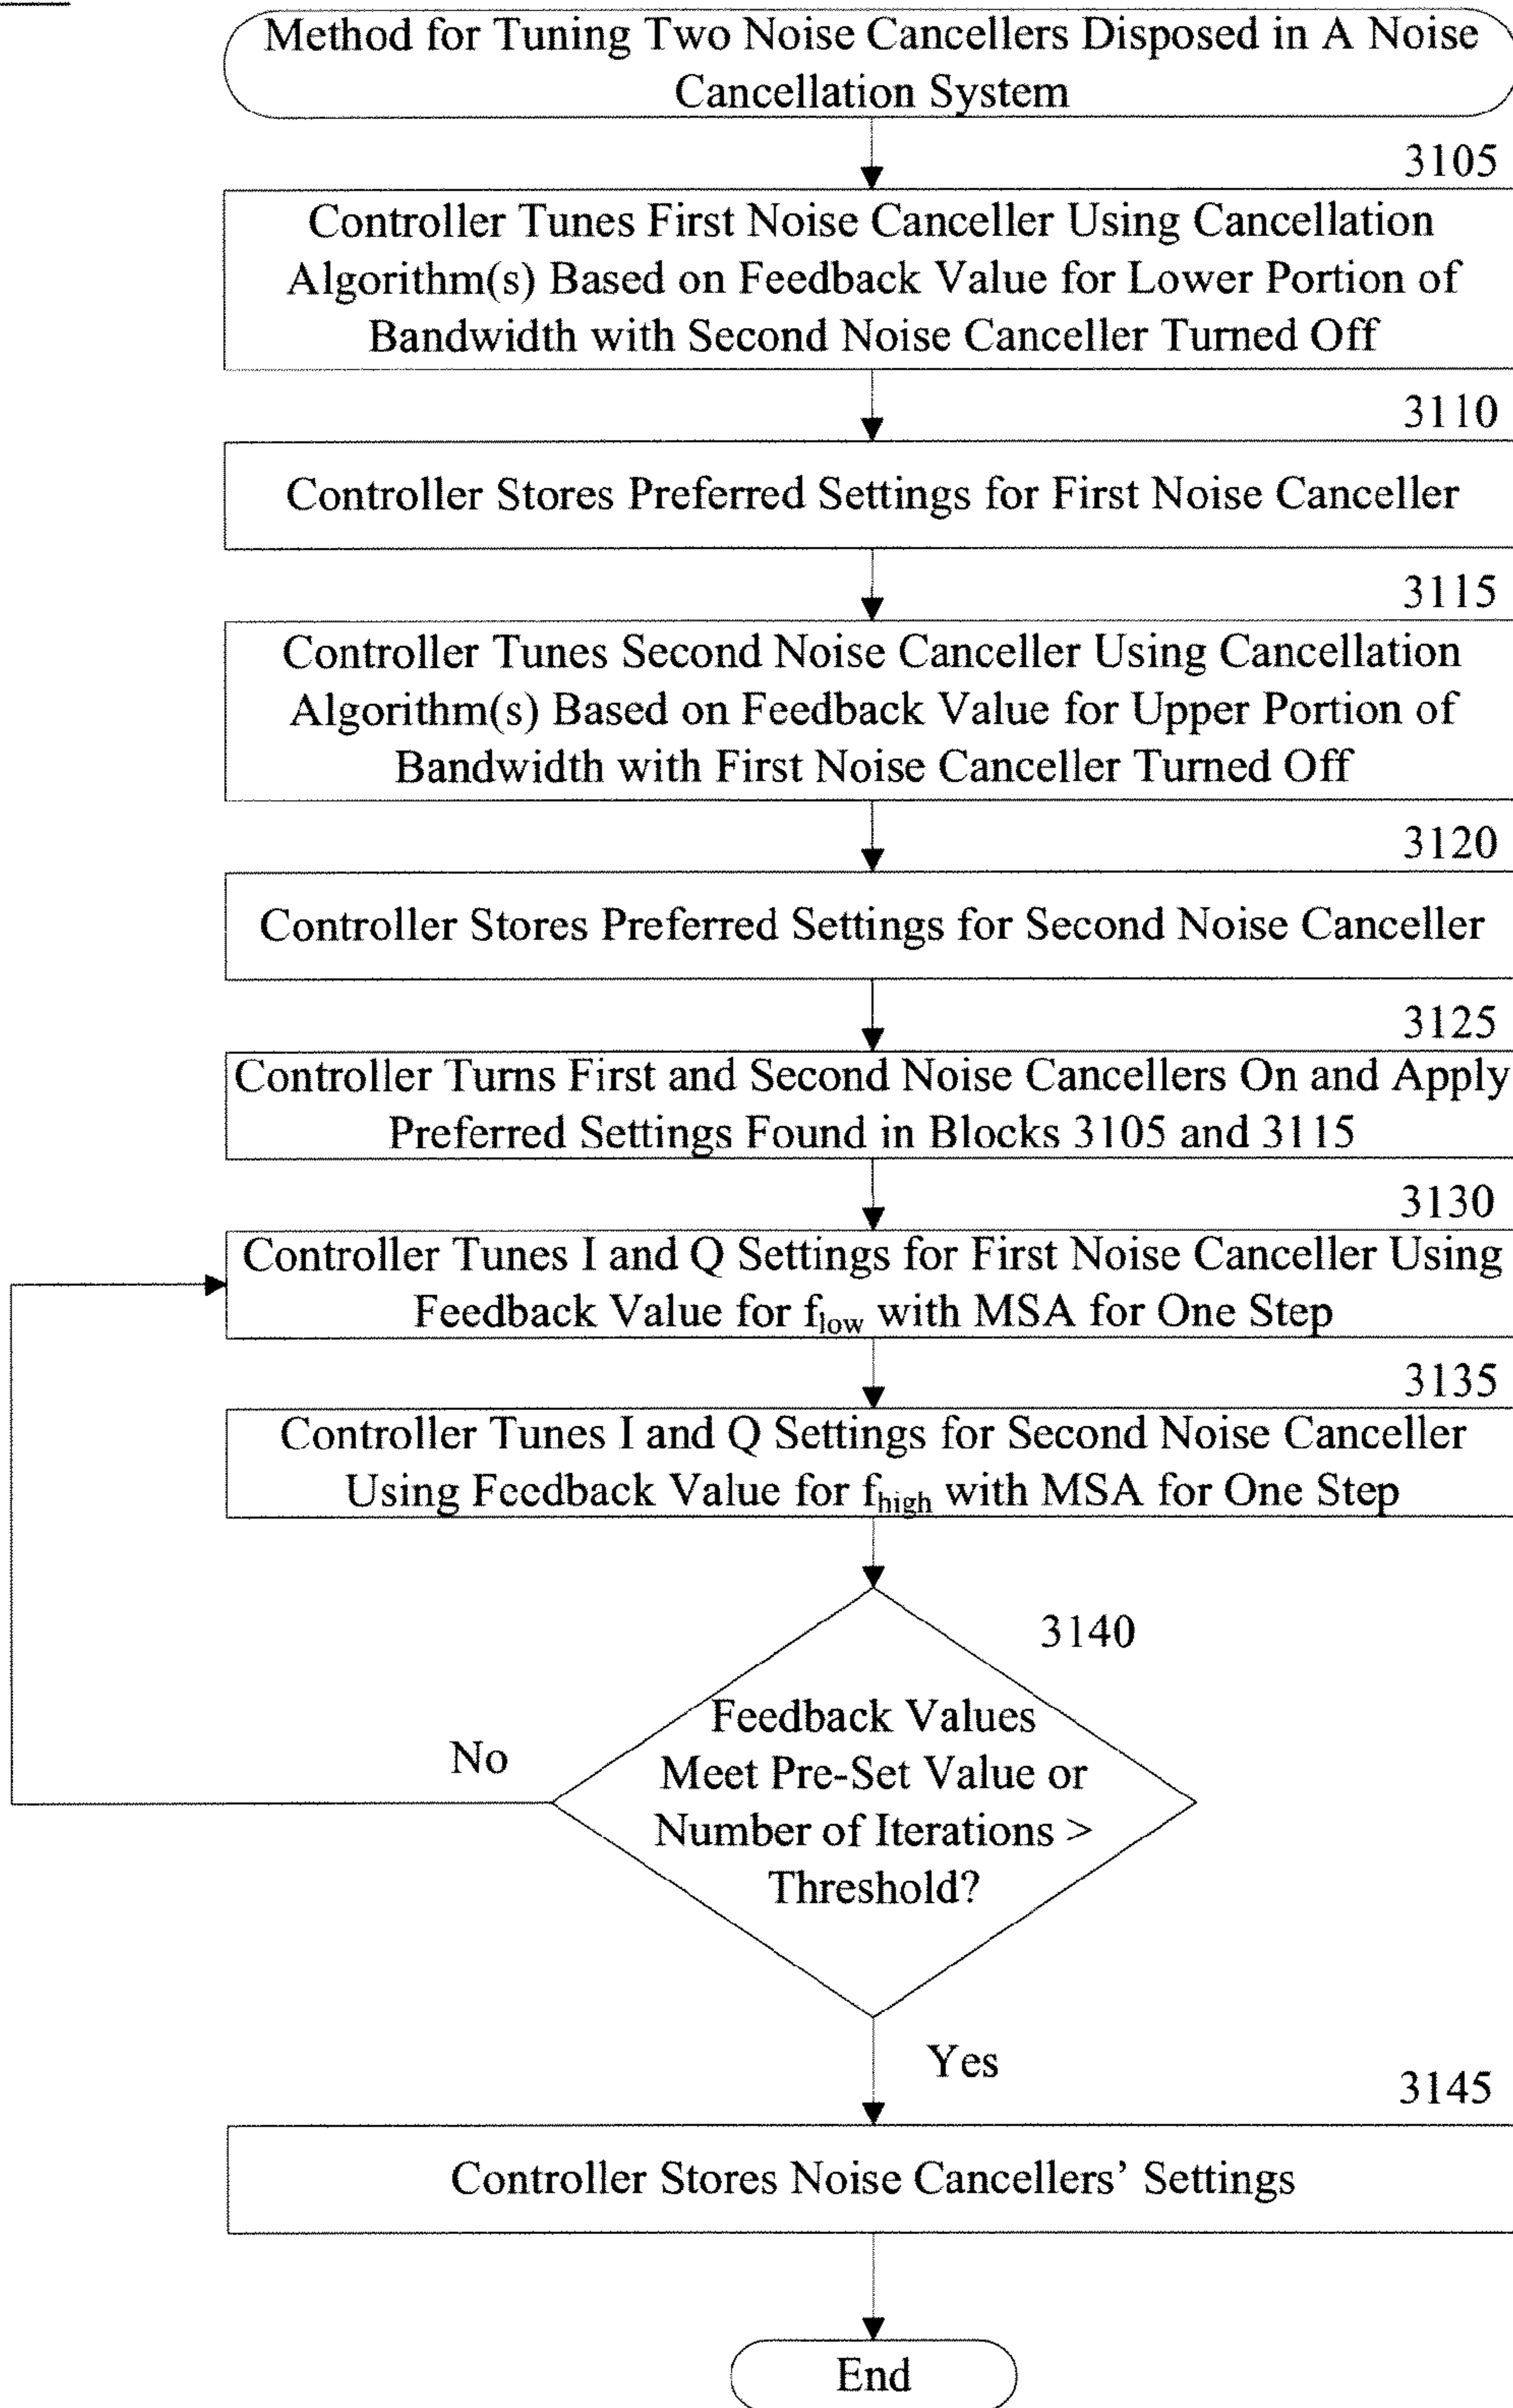 Method for Tuning Two Noise Cancellers Disposed in A Noise
Cancellation System
3105
Controller Tunes First Noise Canceller Using Cancellation
Algorithm(s) Based on Feedback Value for Lower Portion of
Bandwidth with Second Noise Canceller Turned Off
3110
Controller Stores Preferred Settings for First Noise Canceller
3115
Controller Tunes Second Noise Canceller Using Cancellation
Algorithm(s) Based on Feedback Value for Upper Portion of
Bandwidth with First Noise Canceller Turned Off
3120
Controller Stores Preferred Settings for Second Noise Canceller
3125
Controller Turns First and Second Noise Cancellers On and Apply
Preferred Settings Found in Blocks 3105 and 3115
3130
Controller Tunes I and Q Settings for First Noise Canceller Using
Feedback Value for flow with MSA for One Step
3135
Controller Tunes I and Q Settings for Second Noise Canceller
Using Feedback Value for fhigh with MSA for One Step
3140
Feedback Values
Meet Pre-Set Value or
Number of Iterations >
Threshold?
No
Yes
3145
Controller Stores Noise Cancellers’ Settings
End